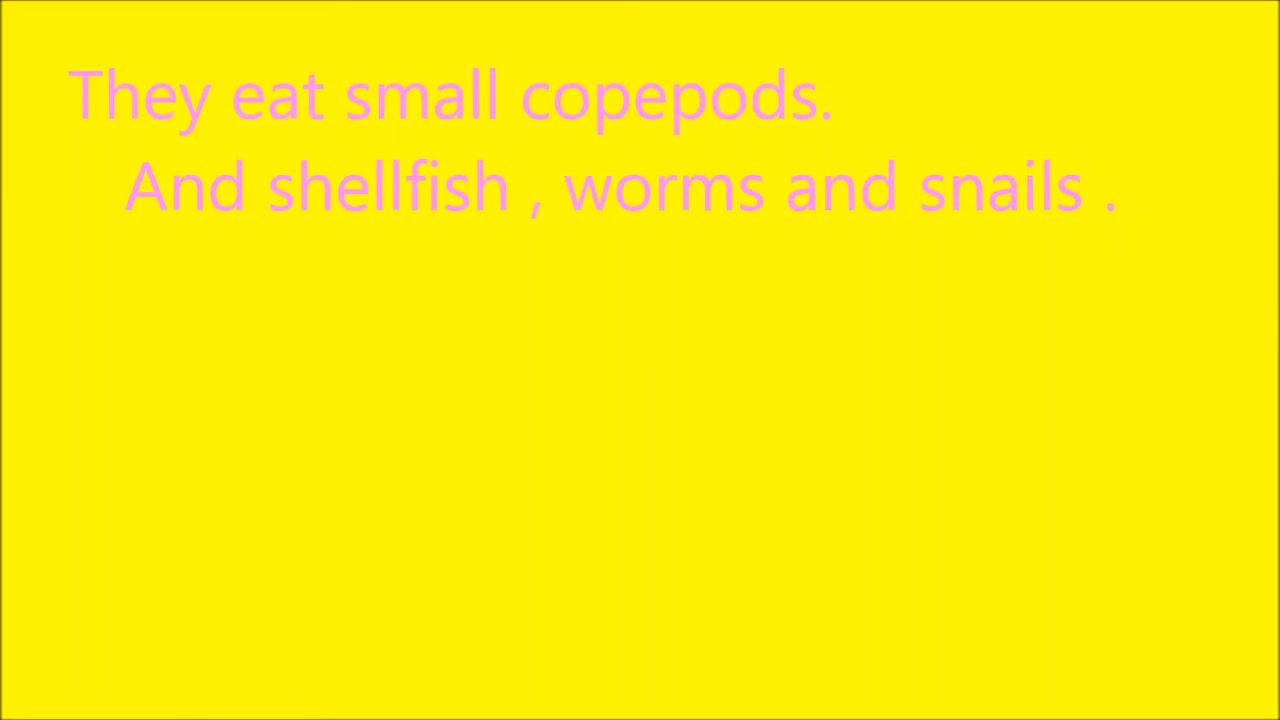 They eat small copepods.
And shellfish , worms and snails .